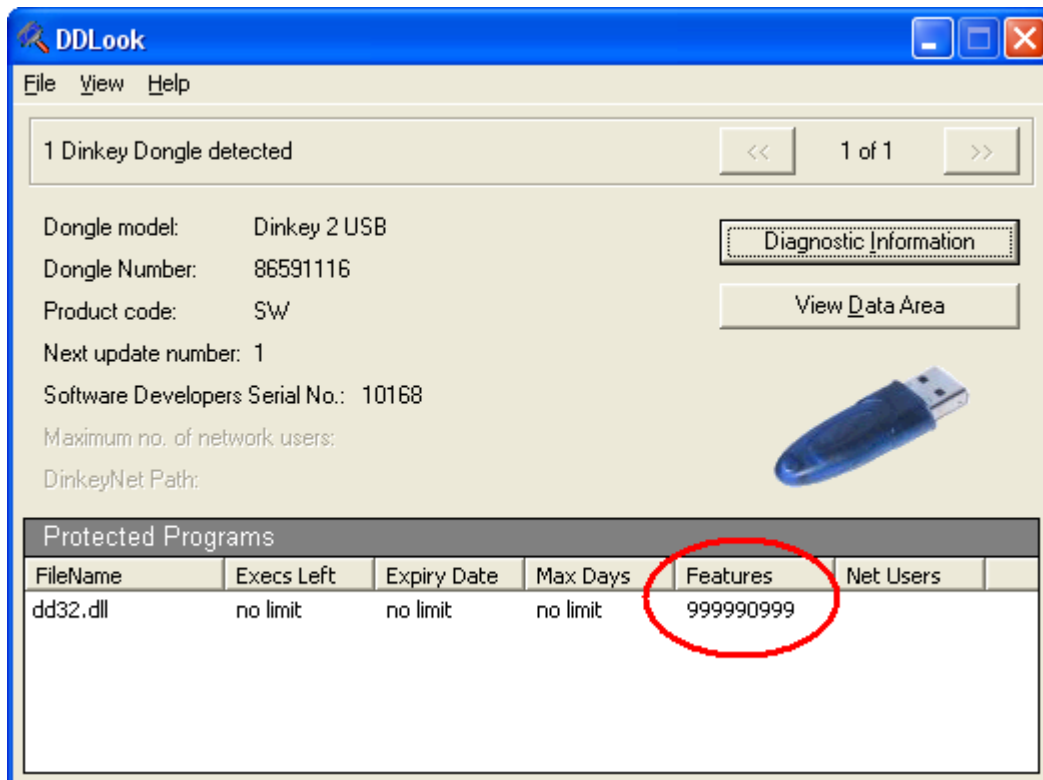 DDLook
File View Help
1 Dinkey Dongle detected << 1 of 1 >>
Dongle model: Dinkey 2 USB
Diagnostic Information
Dongle Number: 86591116
Product code: SW
View Data Area
Next update number: 1
Software Developers Serial No.: 10168
Maximum no. of network users:
DinkeyNet Path:
Protected Programs
FileName Execs Left Expiry Date Max Days Features Net Users
dd32.dll no limit no limit no limit 999990999